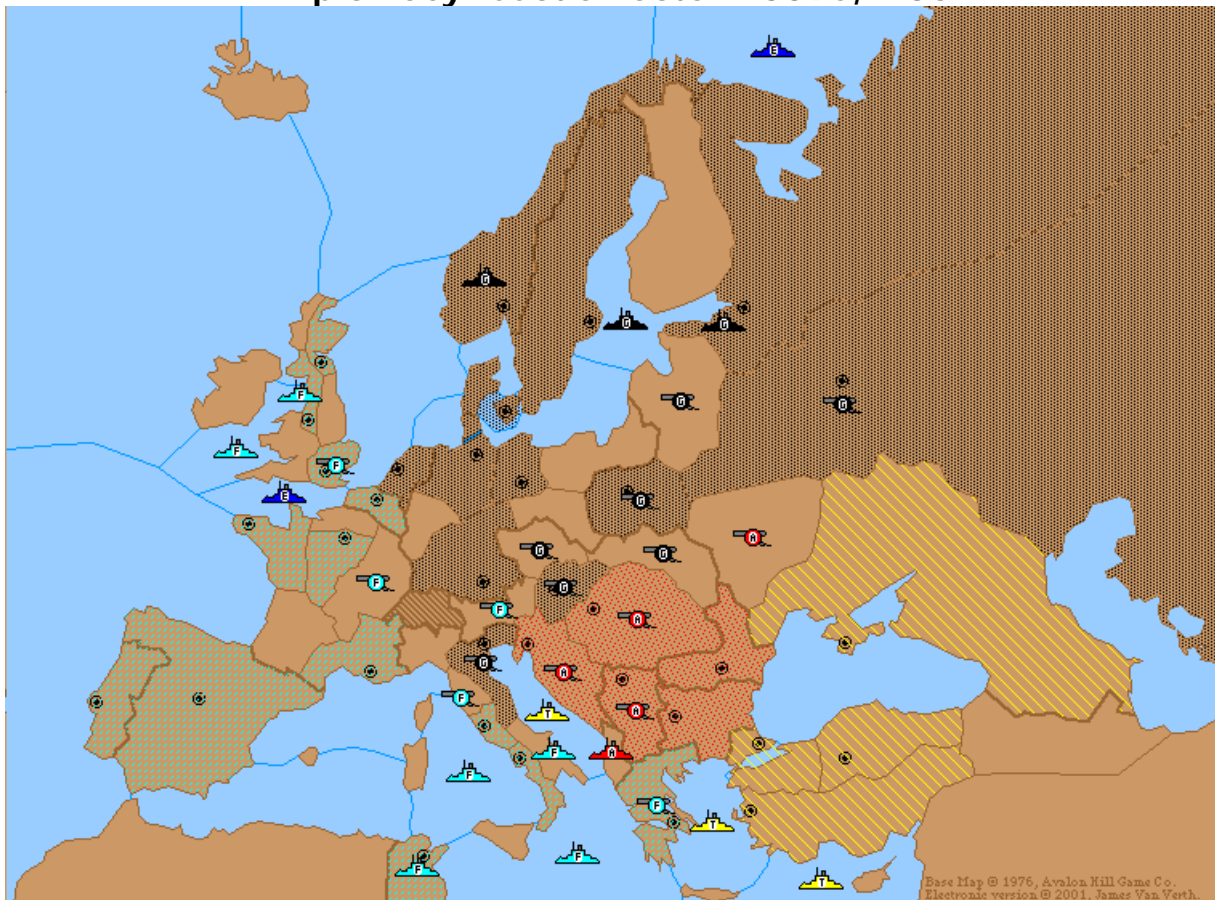 E
G
G G
F G G
F F
E G
A
G G
F G
F A
G A
F A T
F A
F
F T
F
F T
Base Map © 1976, Avalon Hill Game Co.
Electronic version © 2001, James Van Verth.